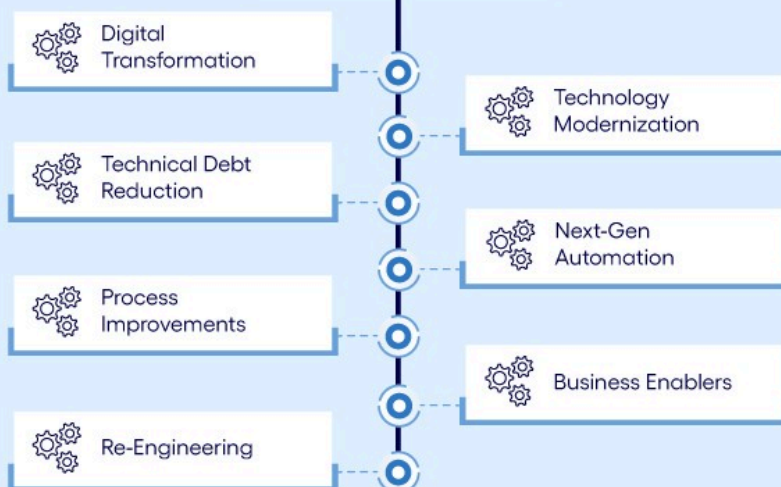 Digital
Transformation
Technology
Modernization
Technical Debt
Reduction
Next-Gen
Automation
Process
Improvements
Business Enablers
Re-Engineering